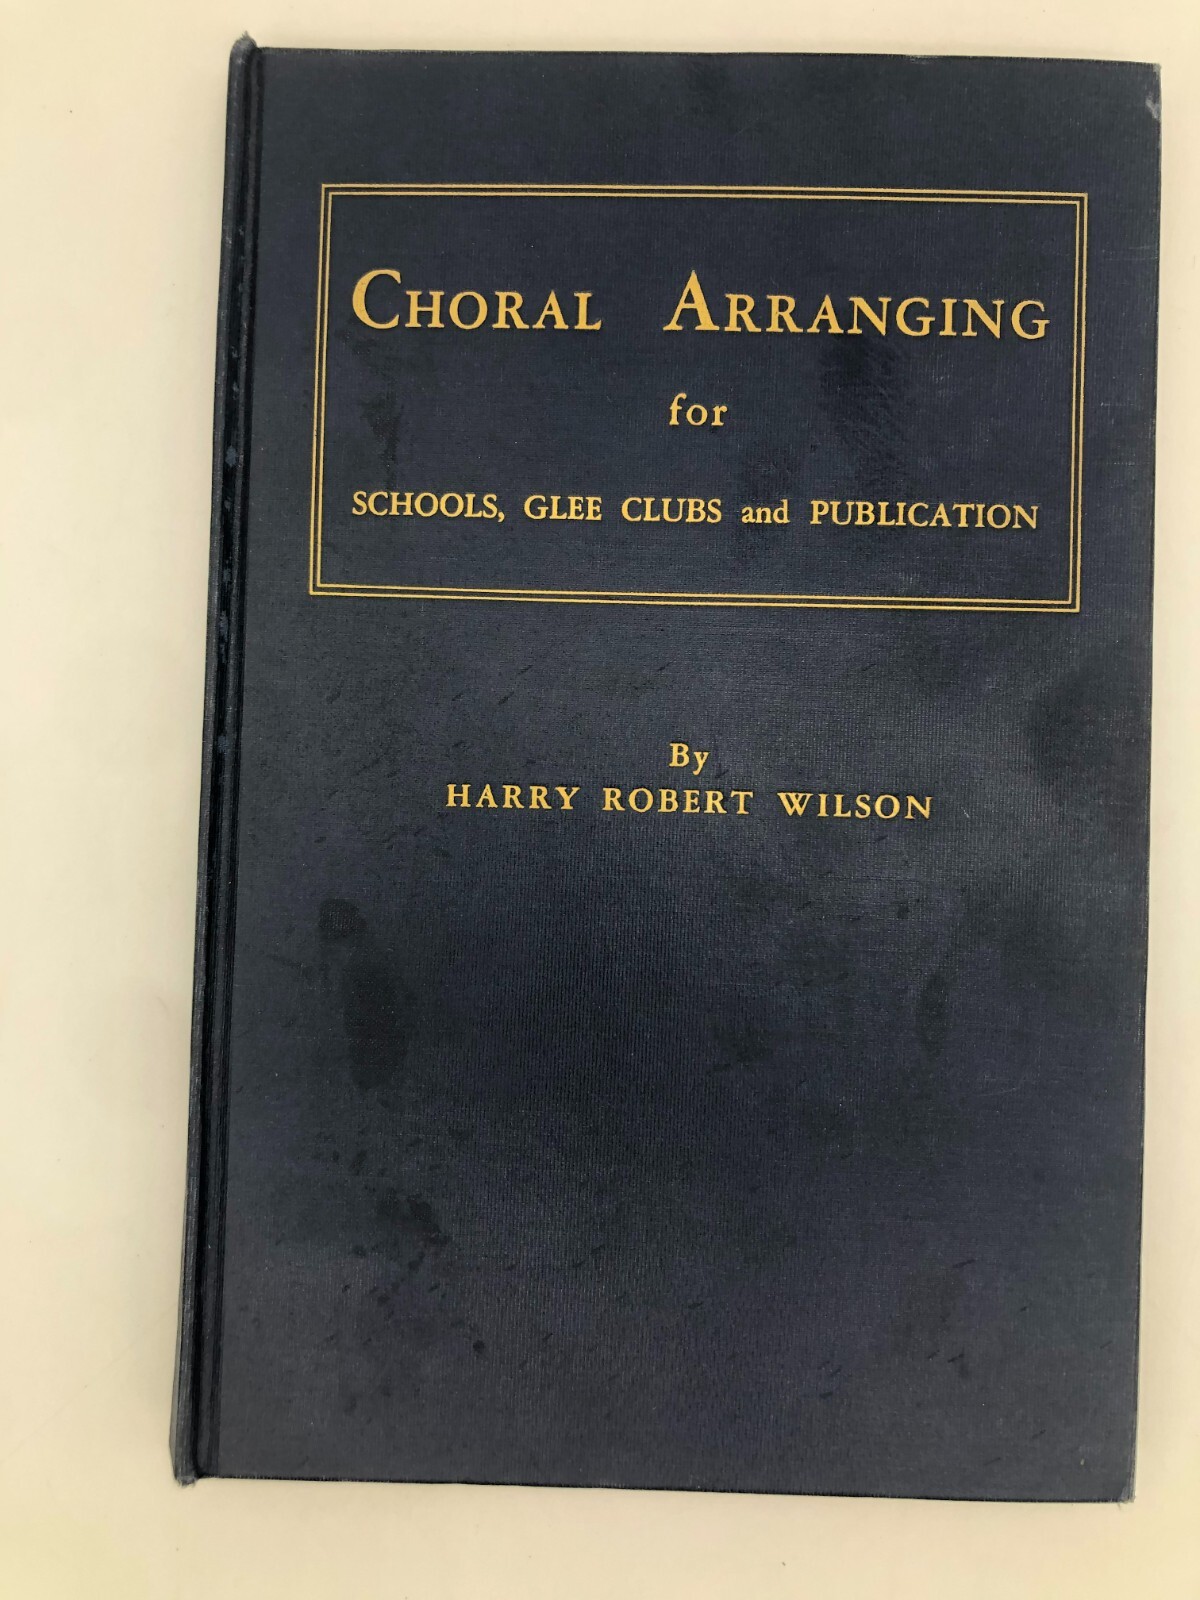 CHORAL ARRANGING
for
SCHOOLS, GLEE CLUBS and PUBLICATION
By
HARRY ROBERT WILSON